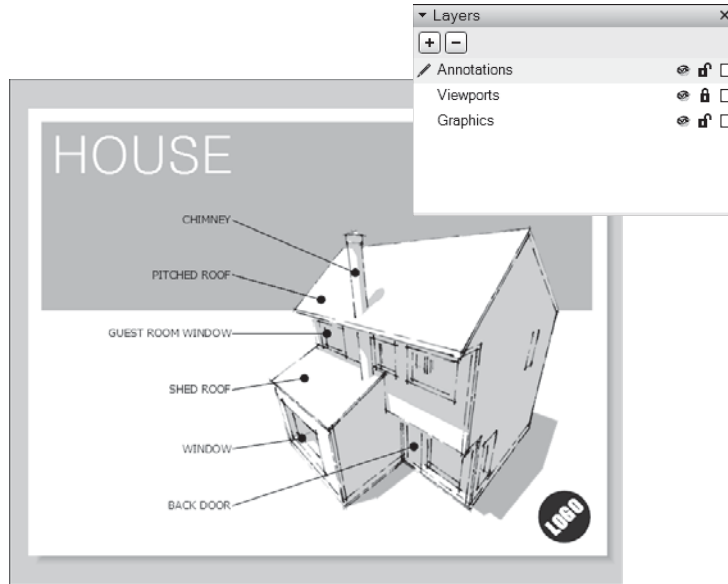 Layers
Annotations
Viewports
Graphics
HOUSE
CHIMNEY
PITCHED ROOF
GUEST ROOM WINDOW
SHED ROOF
WINDOW
BACK DOOR
LOGO